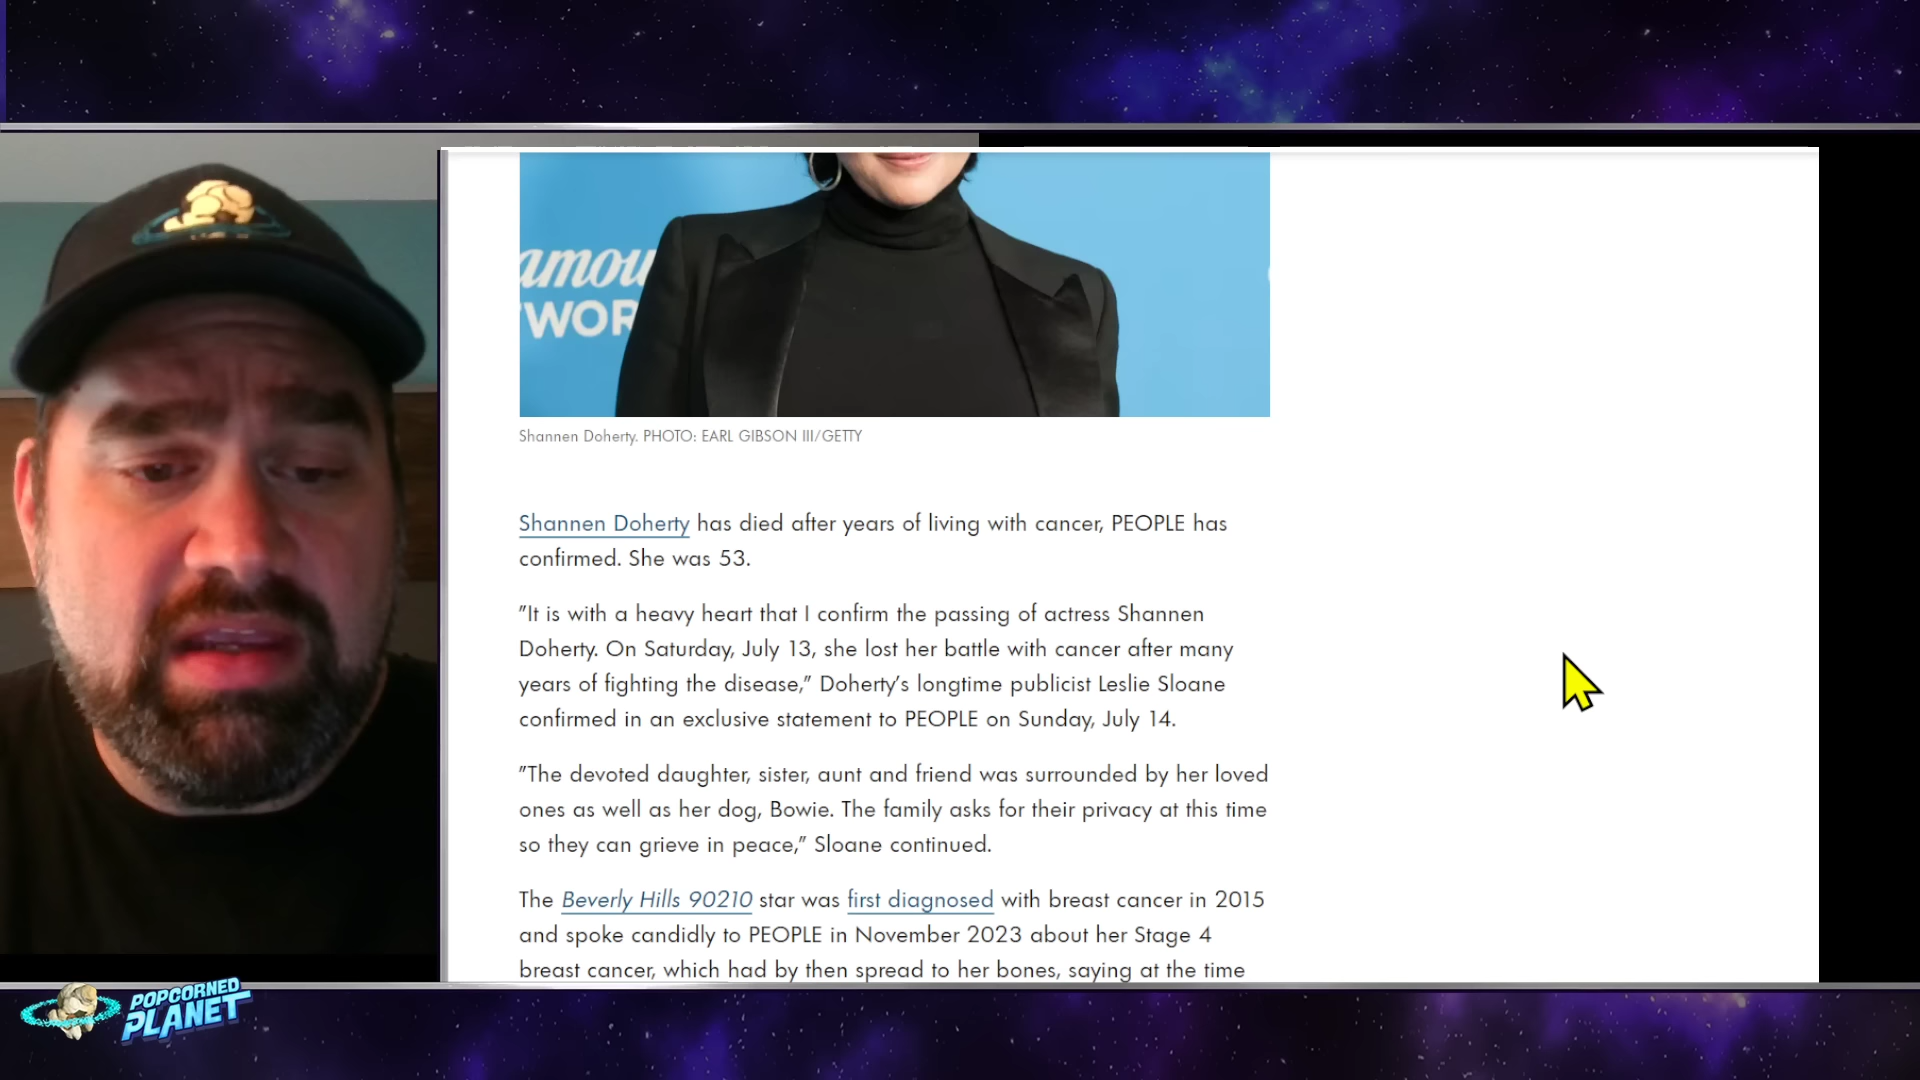 amou
WOR
Shannen Doherty. PHOTO: EARL GIBSON III/GETTY
Shannen Doherty has died after years of living with cancer, PEOPLE has
confirmed. She was 53.
"It is with a heavy heart that I confirm the passing of actress Shannen
Doherty. On Saturday, July 13, she lost her battle with cancer after many
years of fighting the disease," Doherty's longtime publicist Leslie Sloane
confirmed in an exclusive statement to PEOPLE on Sunday, July 14.
"The devoted daughter, sister, aunt and friend was surrounded by her loved
ones as well as her dog, Bowie. The family asks for their privacy at this time
so they can grieve in peace," Sloane continued.
The Beverly Hills 90210 star was first diagnosed with breast cancer in 2015
and spoke candidly to PEOPLE in November 2023 about her Stage 4
breast cancer, which had by then spread to her bones, saying at the time
POPCORNED
PLANET